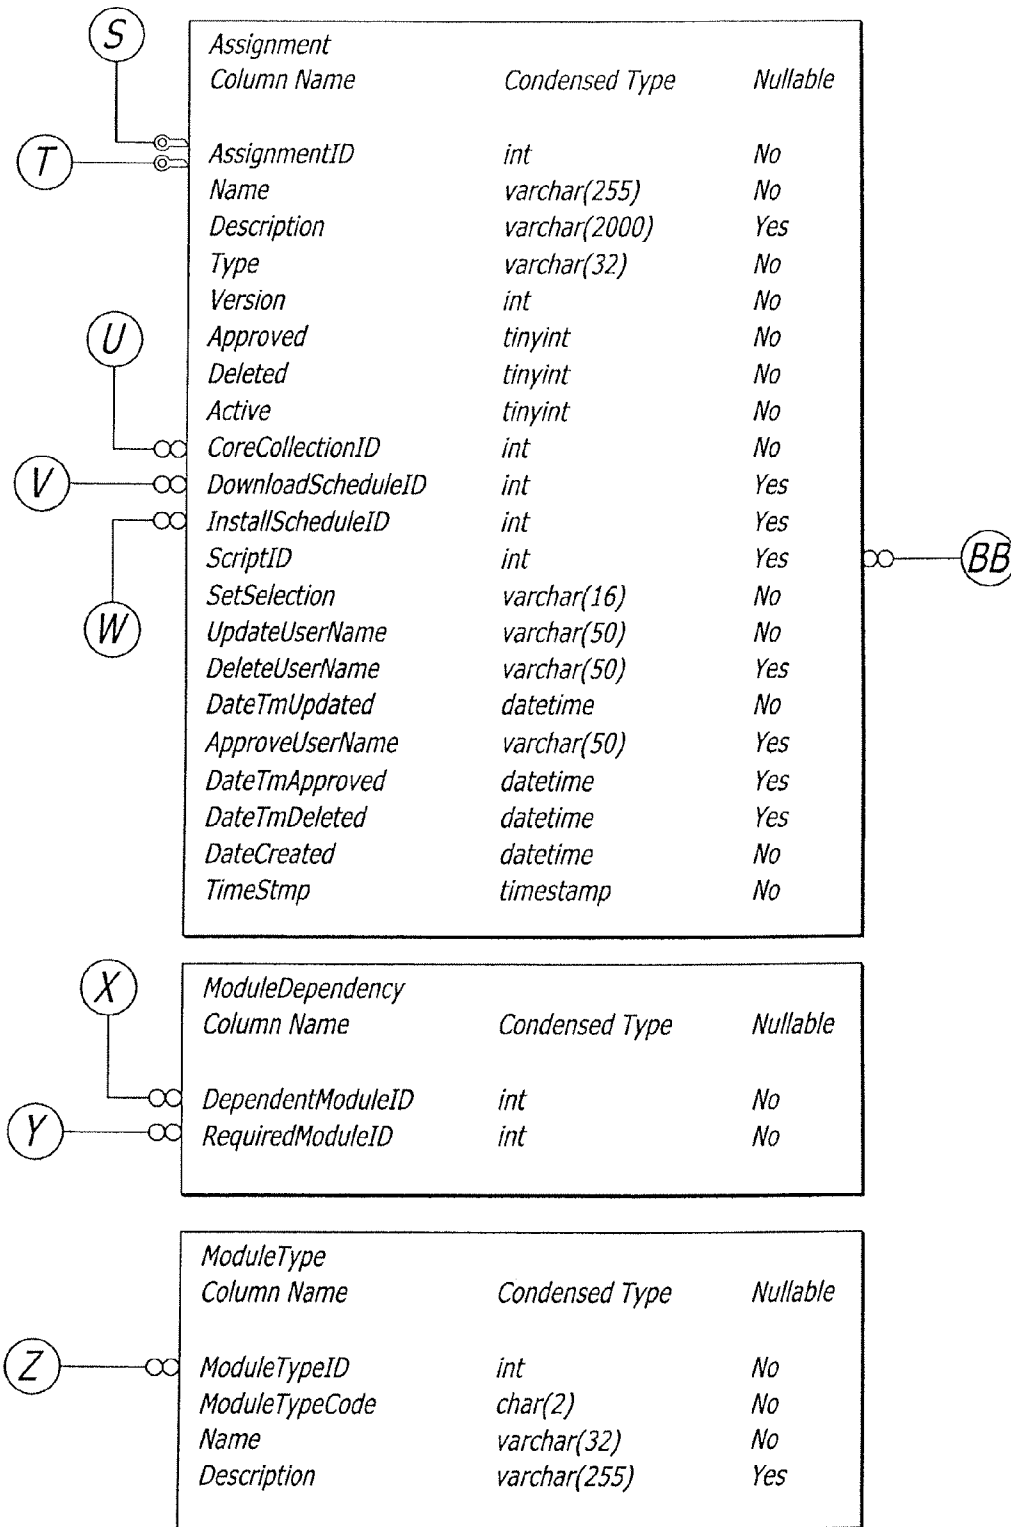 S
Assignment
Column Name Condensed Type Nullable
T
AssignmentID int No
Name varchar(255) No
Description varchar(2000) Yes
Type varchar(32) No
Version int No
U
Approved tinyint No
Deleted tinyint No
Active tinyint No
CoreCollectionID int No
V
DownloadScheduleID int Yes
InstallScheduleID int Yes
ScriptID int Yes
BB
SetSelection varchar(16) No
W
UpdateUserName varchar(50) No
DeleteUserName varchar(50) Yes
DateTmUpdated datetime No
ApproveUserName varchar(50) Yes
DateTmApproved datetime Yes
DateTmDeleted datetime Yes
DateCreated datetime No
TimeStmp timestamp No
X
ModuleDependency
Column Name Condensed Type Nullable
DependentModuleID int No
Y
RequiredModuleID int No
ModuleType
Column Name Condensed Type Nullable
Z
ModuleTypeID int No
ModuleTypeCode char(2) No
Name varchar(32) No
Description varchar(255) Yes